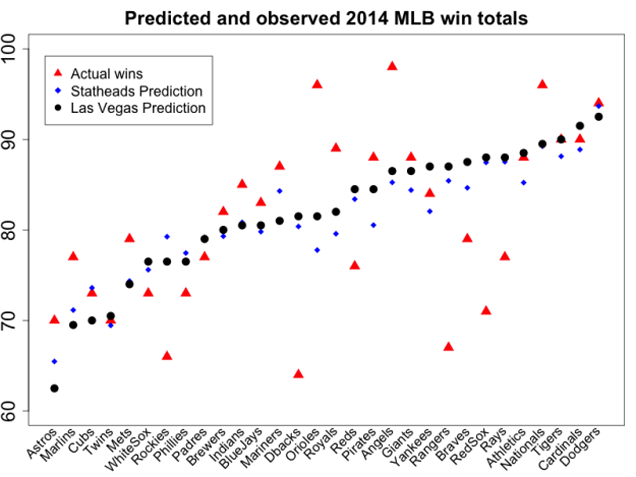 Predicted and observed 2014 MLB win totals
Actual wins
Statheads Prediction
Las Vegas Prediction
100
90
80
70
60
Astros
Marlins
Cubs
Twins
Mets
WhiteSox
Rockies
Phillies
Padres
Brewers
Indians
BlueJays
Mariners
Dbacks
Orioles
Royals
Reds
Pirates
Angels
Giants
Yankees
Rangers
Braves
RedSox
Rays
Athletics
Nationals
Tigers
Cardinals
Dodgers